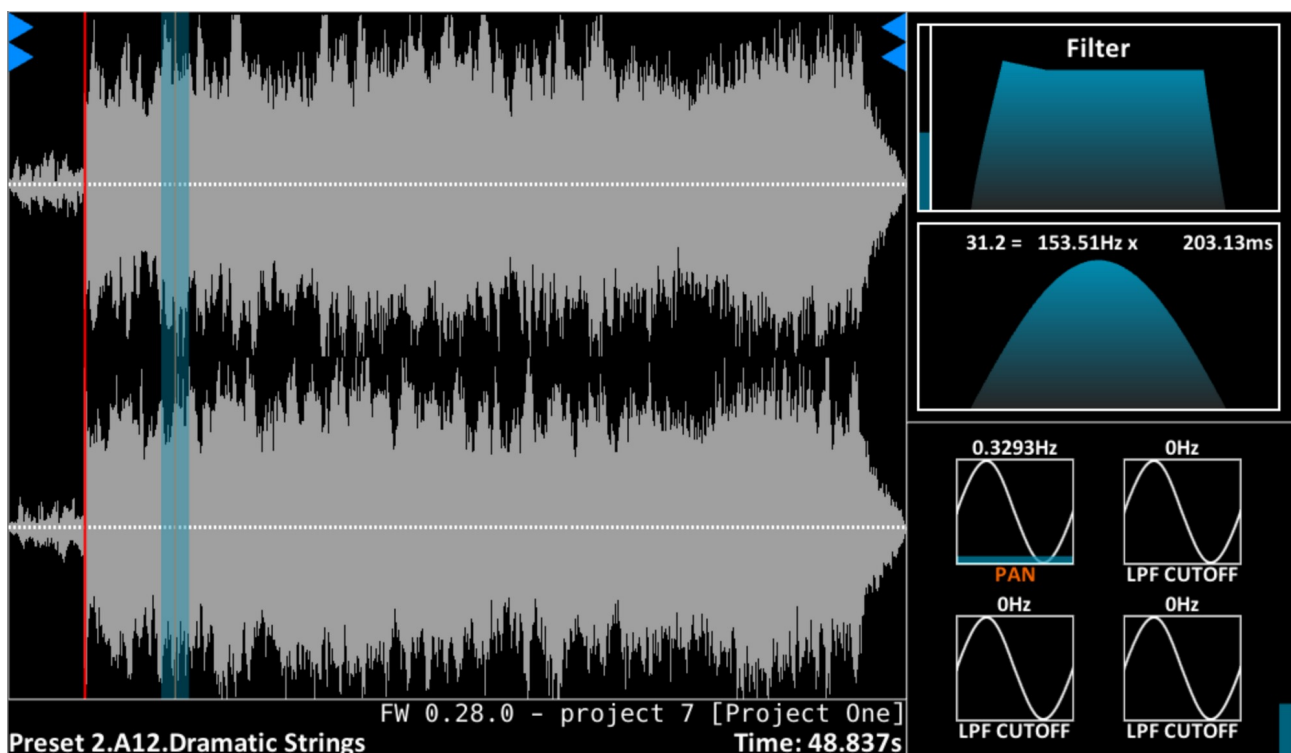 Filter
31.2 = 153.51Hz x 203.13ms
0.3293Hz 0Hz
PAN LPF CUTOFF
0Hz 0Hz
LPF CUTOFF LPF CUTOFF
FW 0.28.0 – project 7 [Project One]
Preset 2.A12.Dramatic Strings Time: 48.837s